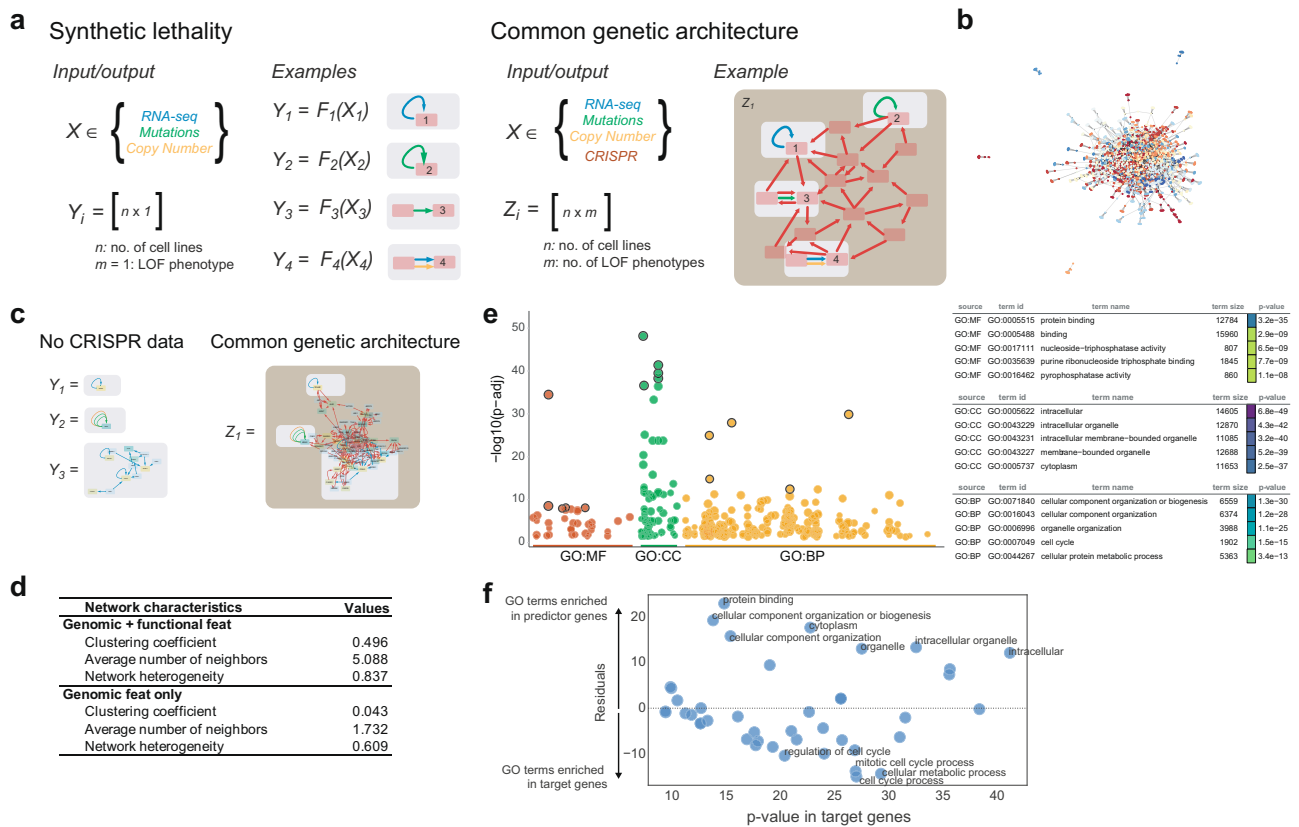 a
Synthetic lethality
Input/output
Examples
X ∈ { RNA-seq
Mutations
Copy Number }
Y1 = F1(X1)
1
Y2 = F2(X2)
2
Yi = [n x 1]
Y3 = F3(X3)
3
n: no. of cell lines
m = 1: LOF phenotype
Y4 = F4(X4)
4
Common genetic architecture
Input/output
Example
X ∈ { RNA-seq
Mutations
Copy Number
CRISPR }
Zi = [n x m]
n: no. of cell lines
m: no. of LOF phenotypes
Z1
2
1
3
4
b
c
No CRISPR data
Common genetic architecture
Y1 =
Y2 =
Y3 =
Z1 =
d
Network characteristics Values
Genomic + functional feat
Clustering coefficient 0.496
Average number of neighbors 5.088
Network heterogeneity 0.837
Genomic feat only
Clustering coefficient 0.043
Average number of neighbors 1.732
Network heterogeneity 0.609
e
−log10(p−adj)
50
40
30
20
10
0
GO:MF GO:CC GO:BP
source term id term name term size p-value
GO:MF GO:0005515 protein binding 12784 3.2e−35
GO:MF GO:0005488 binding 15960 2.9e−09
GO:MF GO:0017111 nucleoside−triphosphatase activity 807 6.5e−09
GO:MF GO:0035639 purine ribonucleoside triphosphate binding 1845 7.7e−09
GO:MF GO:0016462 pyrophosphatase activity 860 1.1e−08
source term id term name term size p-value
GO:CC GO:0005622 intracellular 14605 6.8e−49
GO:CC GO:0043229 intracellular organelle 12870 4.3e−42
GO:CC GO:0043231 intracellular membrane−bounded organelle 11085 3.2e−40
GO:CC GO:0043227 membrane−bounded organelle 12688 5.2e−39
GO:CC GO:0005737 cytoplasm 11653 2.5e−37
source term id term name term size p-value
GO:BP GO:0071840 cellular component organization or biogenesis 6559 1.3e−30
GO:BP GO:0016043 cellular component organization 6374 1.2e−28
GO:BP GO:0006996 organelle organization 3988 1.1e−25
GO:BP GO:0007049 cell cycle 1902 1.5e−15
GO:BP GO:0044267 cellular protein metabolic process 5363 3.4e−13
f
GO terms enriched
in predictor genes
GO terms enriched
in target genes
Residuals
20
10
0
−10
protein binding
cellular component organization or biogenesis
cytoplasm
cellular component organization
organelle
intracellular organelle
intracellular
regulation of cell cycle
mitotic cell cycle process
cellular metabolic process
cell cycle process
10 15 20 25 30 35 40
p-value in target genes